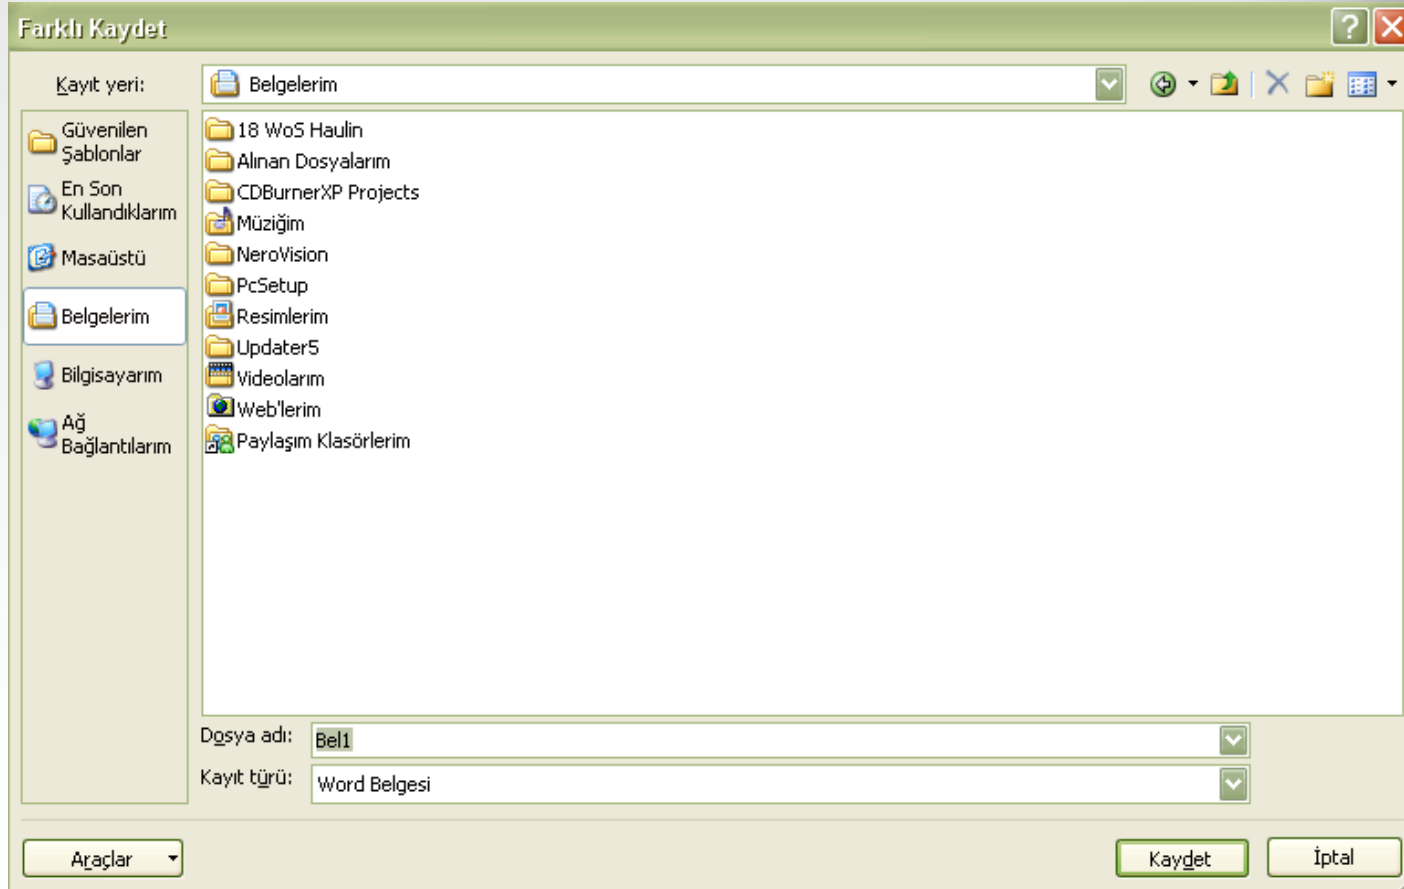 Farklı Kaydet
Kayıt yeri:
Belgelerim
Güvenilen
Şablonlar
En Son
Kullandıklarım
Masaüstü
Belgelerim
Bilgisayarım
Ağ
Bağlantılarım
18 WoS Haulin
Alınan Dosyalarım
CDBurnerXP Projects
Müziğim
NeroVision
PcSetup
Resimlerim
Updater5
Videolarım
Web'lerim
Paylaşım Klasörlerim
Dosya adı:
Bel1
Kayıt türü:
Word Belgesi
Araçlar
Kaydet
İptal